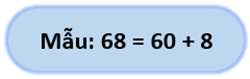 Mẫu: 68 = 60 + 8